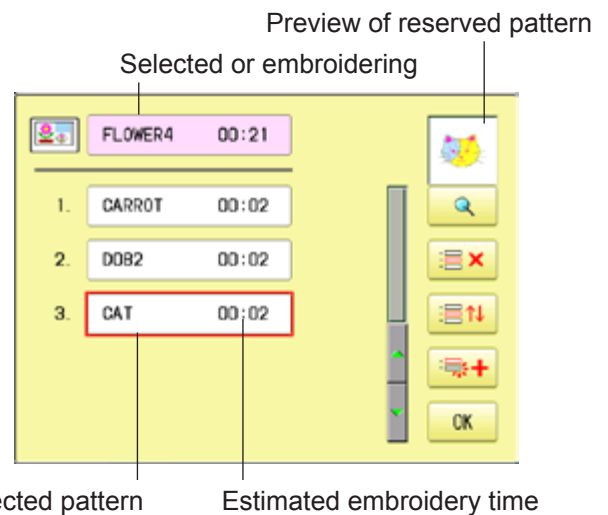 Preview of reserved pattern
Selected or embroidering
FLOWER4 00:21
1. CARROT 00:02
2. DOB2 00:02
3. CAT 00:02
OK
pattern Estimated embroidery time